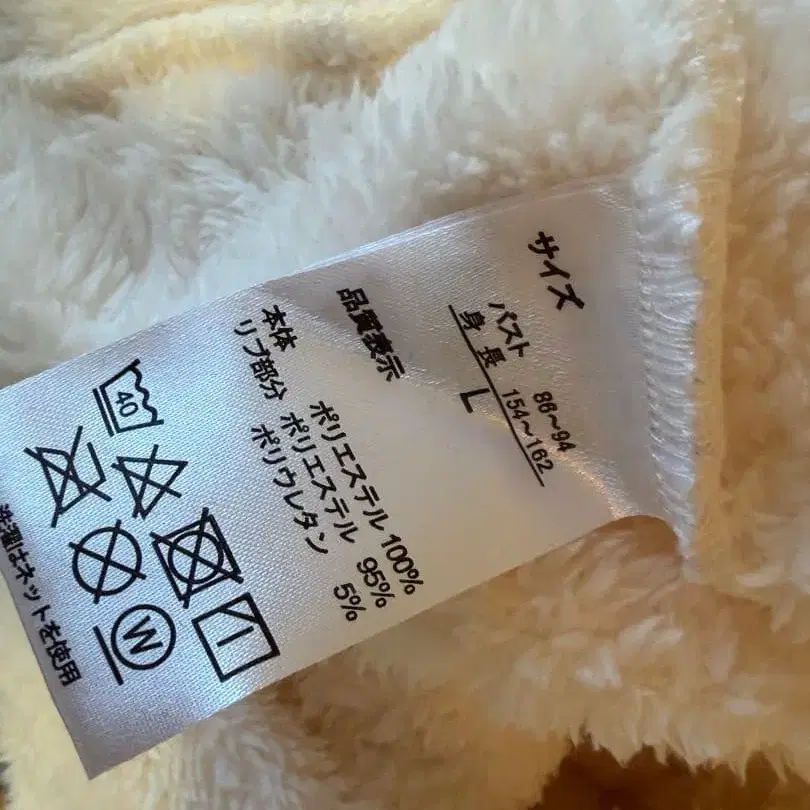 サイズ
バスト 86～94
身 長 154～162
L
品質表示
本体 ポリエステル 100%
リブ部分 ポリエステル 95%
ポリウレタン 5%
40
W
洗濯はネットを使用